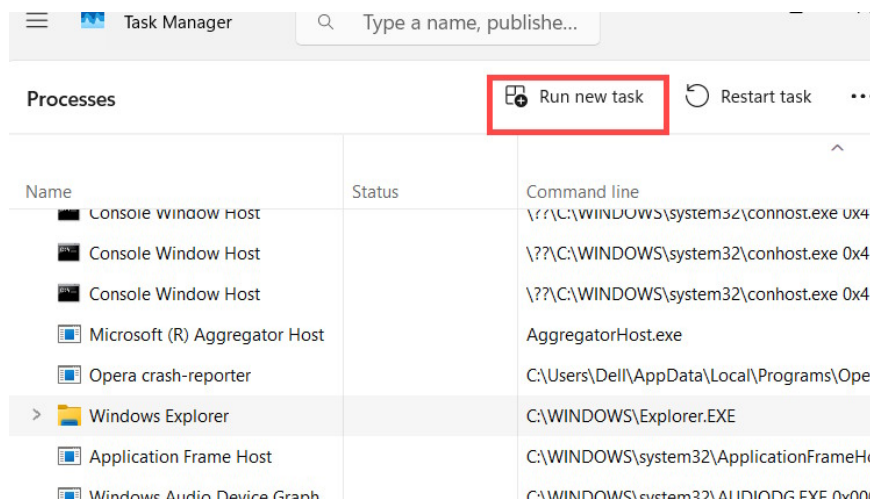 Task Manager
Type a name, publishe...
Processes
Run new task
Restart task
Name
Status
Command line
Console Window Host
\??\C:\WINDOWS\system32\conhost.exe 0x4
Console Window Host
\??\C:\WINDOWS\system32\conhost.exe 0x4
Console Window Host
\??\C:\WINDOWS\system32\conhost.exe 0x4
Microsoft (R) Aggregator Host
AggregatorHost.exe
Opera crash-reporter
C:\Users\Dell\AppData\Local\Programs\Ope
Windows Explorer
C:\WINDOWS\Explorer.EXE
Application Frame Host
C:\WINDOWS\system32\ApplicationFrameHo
Windows Audio Device Graph
C:\WINDOWS\system32\AUDIODG.EXE 0x00